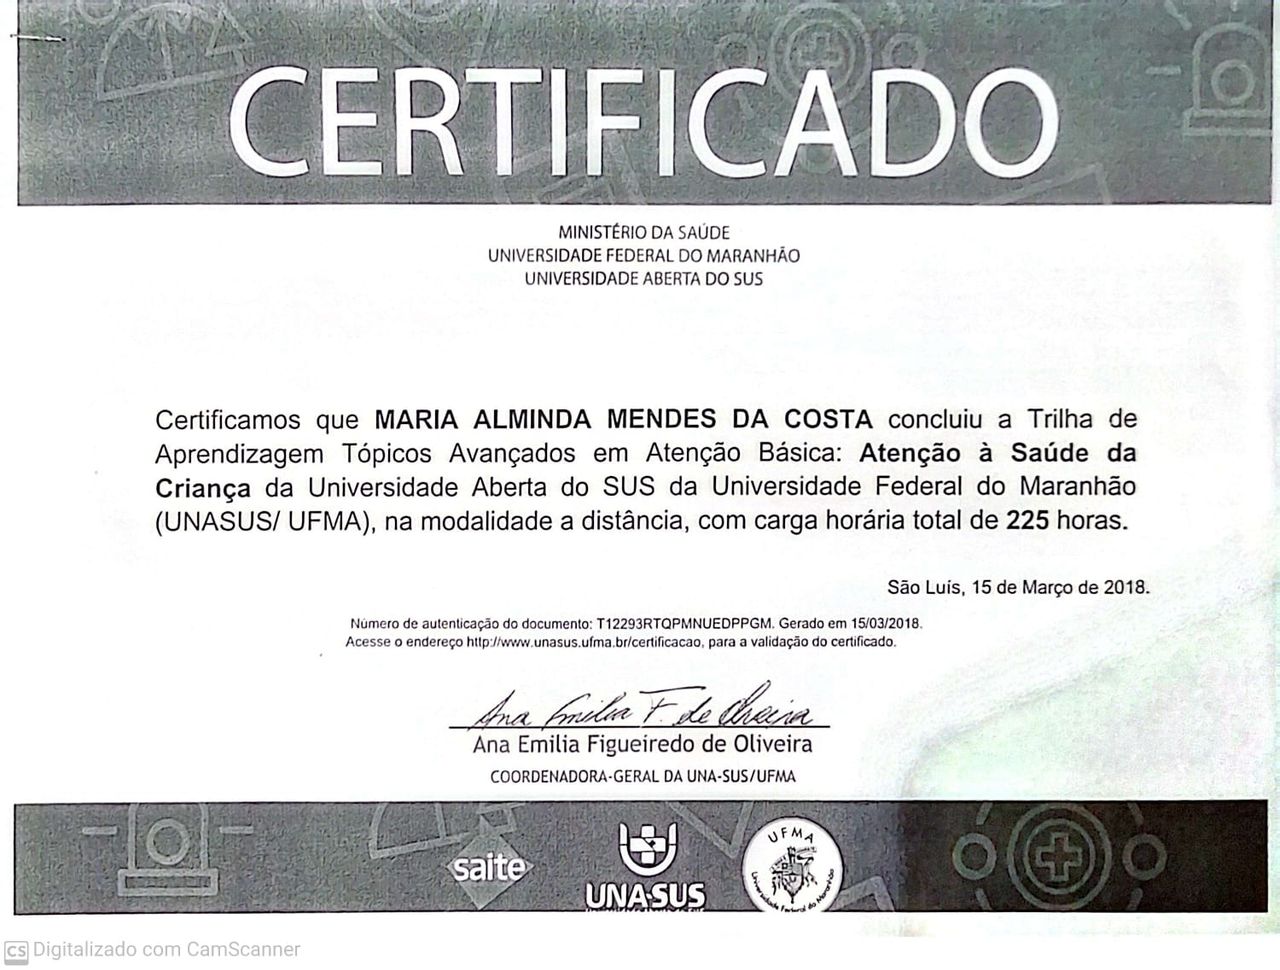 CERTIFICADO
MINISTÉRIO DA SAÚDE
UNIVERSIDADE FEDERAL DO MARANHÃO
UNIVERSIDADE ABERTA DO SUS
Certificamos que MARIA ALMINDA MENDES DA COSTA concluiu a Trilha de
Aprendizagem Tópicos Avançados em Atenção Básica: Atenção à Saúde da
Criança da Universidade Aberta do SUS da Universidade Federal do Maranhão
(UNASUS/ UFMA), na modalidade a distância, com carga horária total de 225 horas.
São Luís, 15 de Março de 2018.
Número de autenticação do documento: T12293RTQPMNUEDPPGM. Gerado em 15/03/2018.
Acesse o endereço http://www.unasus.ufma.br/certificacao, para a validação do certificado.
Ana Emilia F. de Oliveira
Ana Emilia Figueiredo de Oliveira
COORDENADORA-GERAL DA UNA-SUS/UFMA
saite
UNASUS
UFMA
Universidade Federal do Maranhão
CS Digitalizado com CamScanner